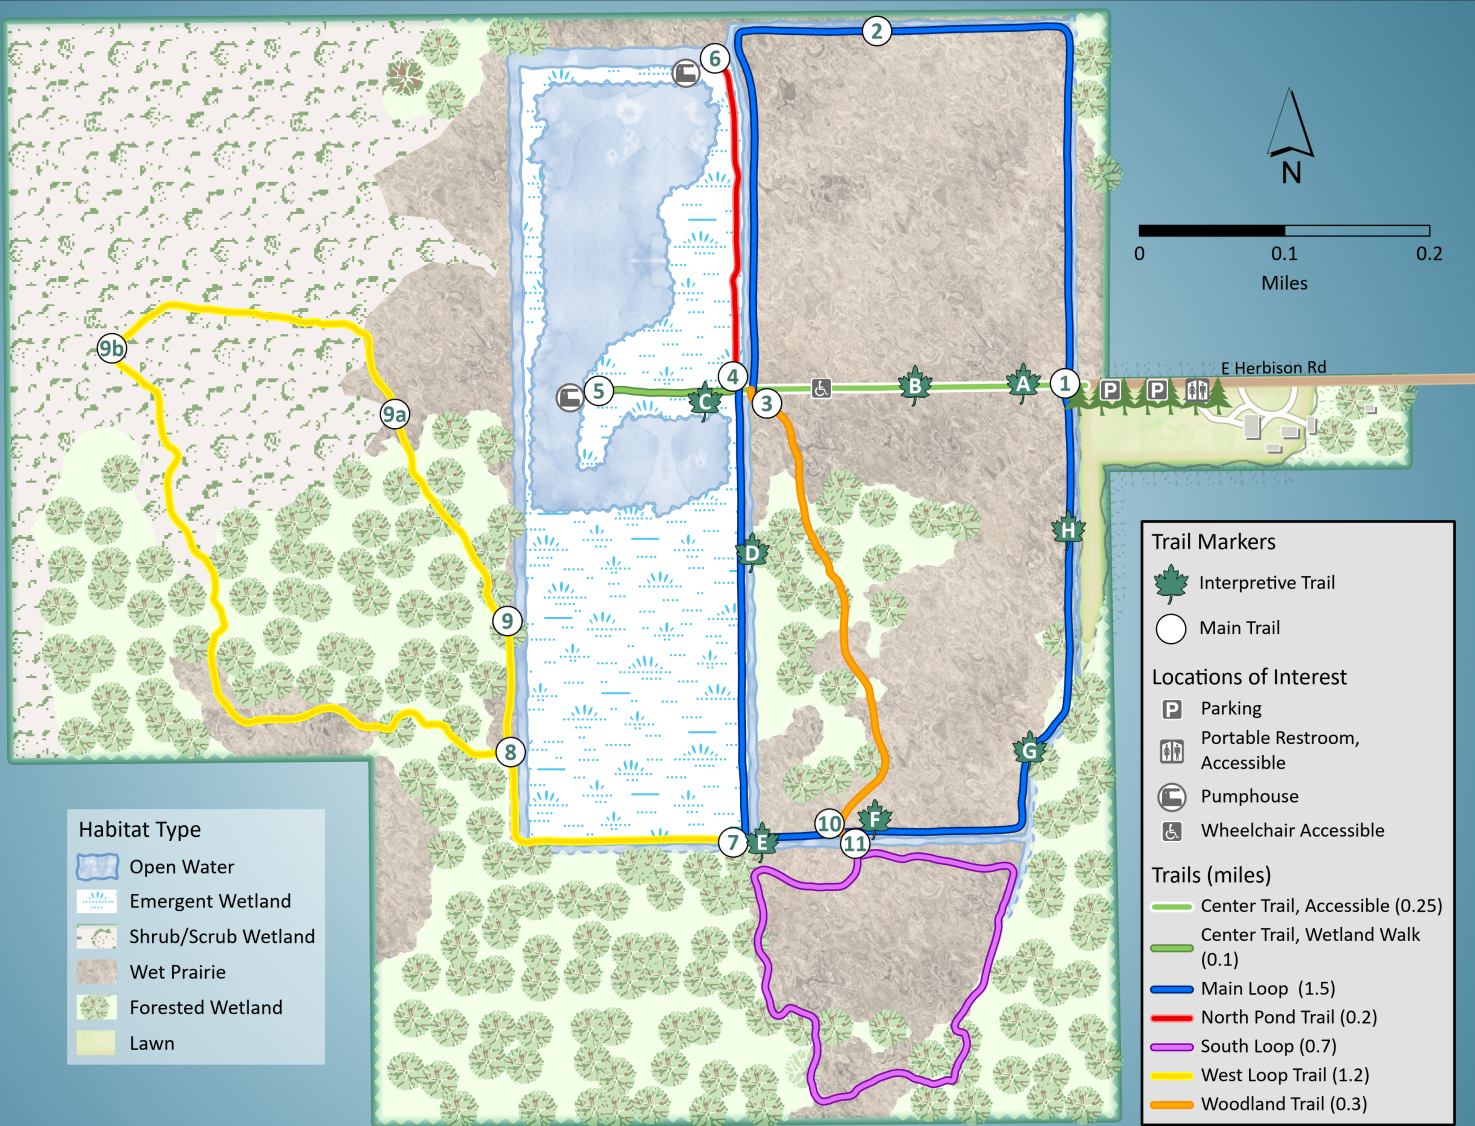 2
6
N
0 0.1 0.2
Miles
9b
5
4
3
B
A
1
P
P
E Herbison Rd
C
9a
H
D
9
8
G
7
E
10
F
11
Trail Markers
Interpretive Trail
Main Trail
Locations of Interest
P Parking
Portable Restroom,
Accessible
Pumphouse
Wheelchair Accessible
Trails (miles)
Center Trail, Accessible (0.25)
Center Trail, Wetland Walk
(0.1)
Main Loop (1.5)
North Pond Trail (0.2)
South Loop (0.7)
West Loop Trail (1.2)
Woodland Trail (0.3)
Habitat Type
Open Water
Emergent Wetland
Shrub/Scrub Wetland
Wet Prairie
Forested Wetland
Lawn